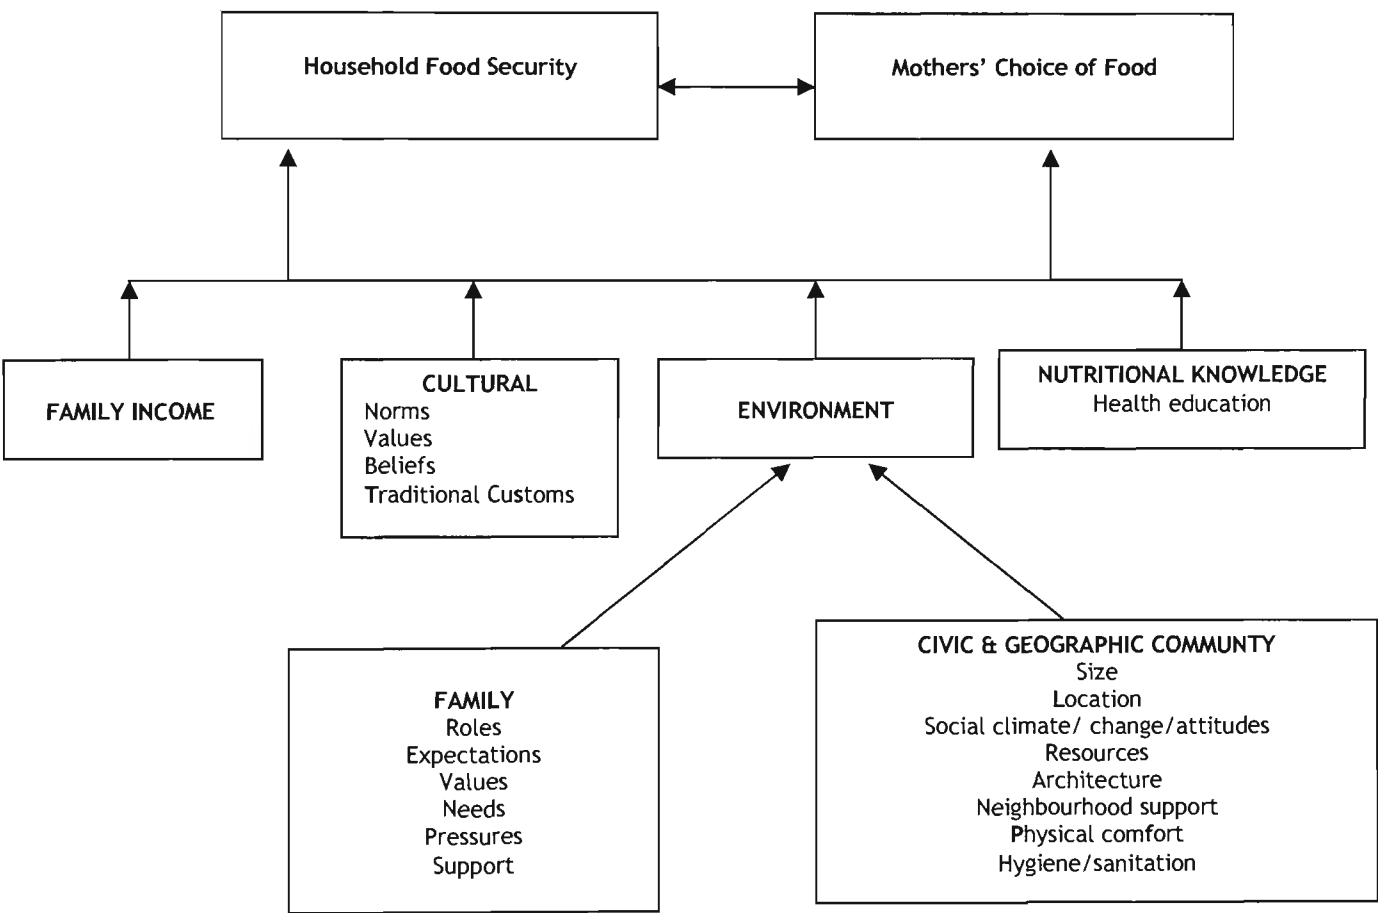 Household Food Security
Mothers' Choice of Food
FAMILY INCOME
CULTURAL
Norms
Values
Beliefs
Traditional Customs
ENVIRONMENT
NUTRITIONAL KNOWLEDGE
Health education
FAMILY
Roles
Expectations
Values
Needs
Pressures
Support
CIVIC & GEOGRAPHIC COMMUNTY
Size
Location
Social climate/ change/attitudes
Resources
Architecture
Neighbourhood support
Physical comfort
Hygiene/sanitation